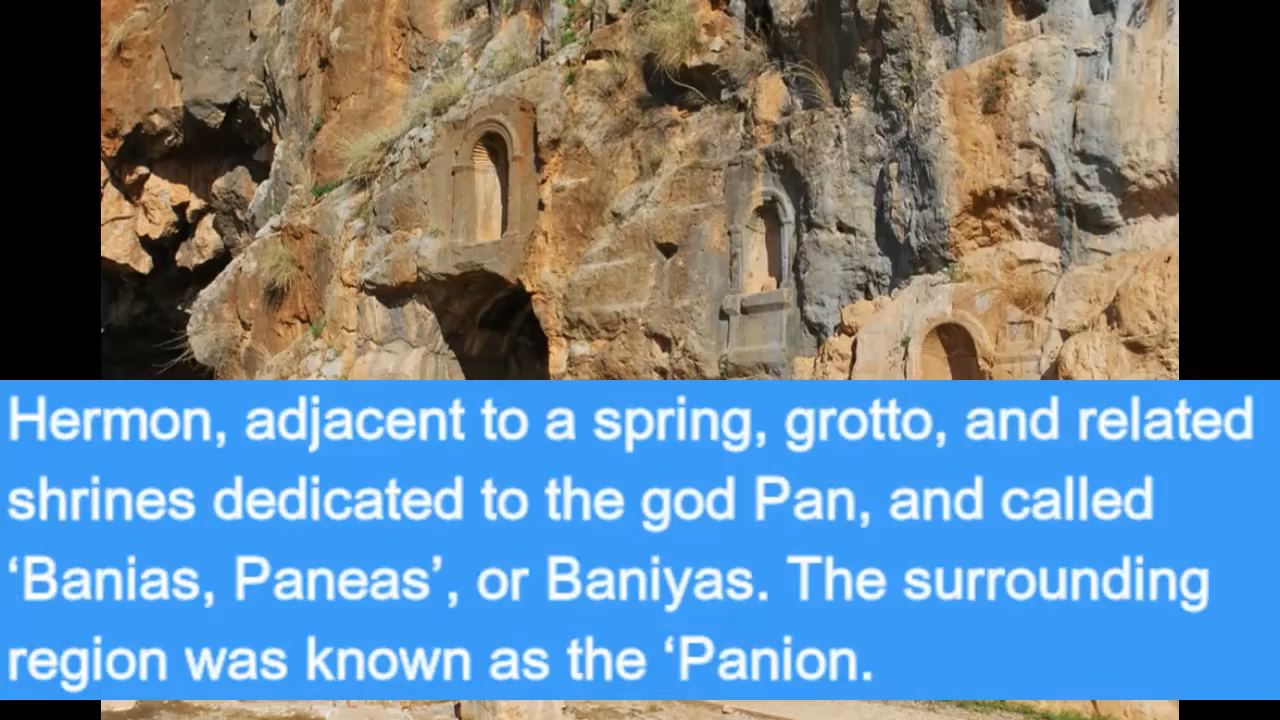 Hermon, adjacent to a spring, grotto, and related
shrines dedicated to the god Pan, and called
‘Banias, Paneas’, or Baniyas. The surrounding
region was known as the ‘Panion.